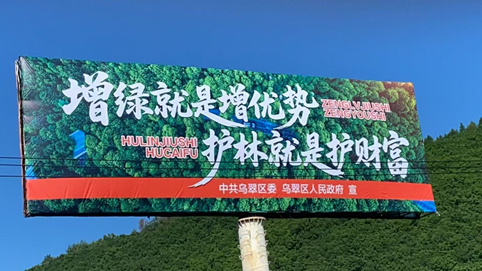 增绿就是增优势
ZENGLVJIUSHI
ZENGYOUSHI
HULINJIUSHI
HUCAIFU
护林就是护财富
中共乌翠区委 乌翠区人民政府 宣